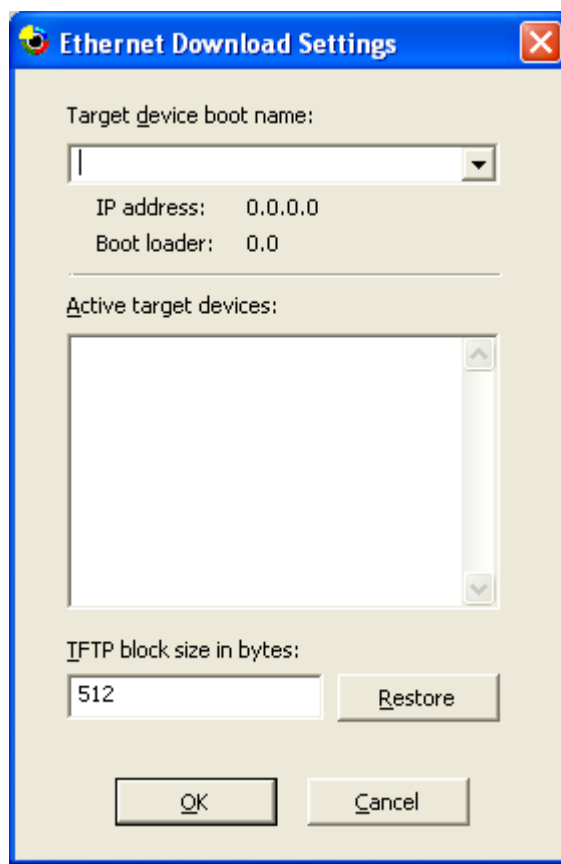 Ethernet Download Settings
Target device boot name:
IP address: 0.0.0.0
Boot loader: 0.0
Active target devices:
TFTP block size in bytes:
512 Restore
OK Cancel